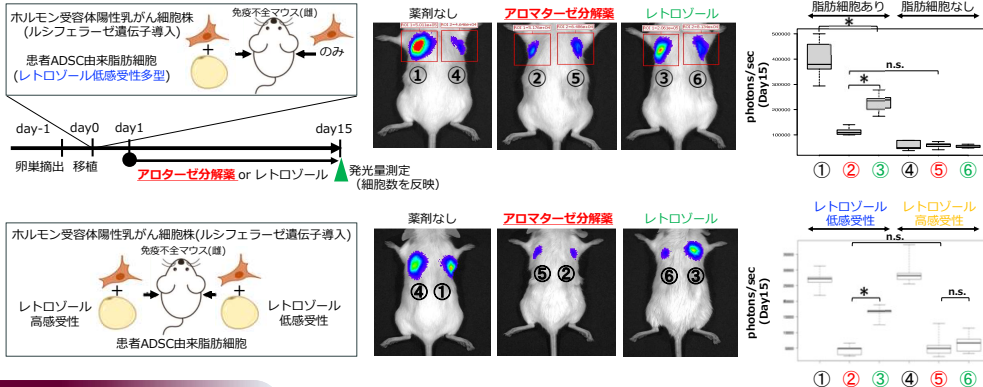 ホルモン受容体陽性乳がん細胞株
(ルシフェラーゼ遺伝子導入)
免疫不全マウス(雌)
+
のみ
患者ADSC由来脂肪細胞
(レトロゾール低感受性多型)
day-1
day0
day1
day15
卵巣摘出
移植
アロターゼ分解薬 or レトロゾール
発光量測定
(細胞数を反映)
薬剤なし
アロマターゼ分解薬
レトロゾール
① ④
② ⑤
③ ⑥
脂肪細胞あり 脂肪細胞なし
*
n.s.
*
photons/sec
(Day15)
500000
400000
300000
200000
100000
① ② ③ ④ ⑤ ⑥
ホルモン受容体陽性乳がん細胞株(ルシフェラーゼ遺伝子導入)
免疫不全マウス(雌)
+
+
レトロゾール
高感受性
レトロゾール
低感受性
患者ADSC由来脂肪細胞
薬剤なし
アロマターゼ分解薬
レトロゾール
④ ①
⑤ ②
⑥ ③
レトロゾール
低感受性
レトロゾール
高感受性
n.s.
*
n.s.
photons/sec
(Day15)
① ② ③ ④ ⑤ ⑥